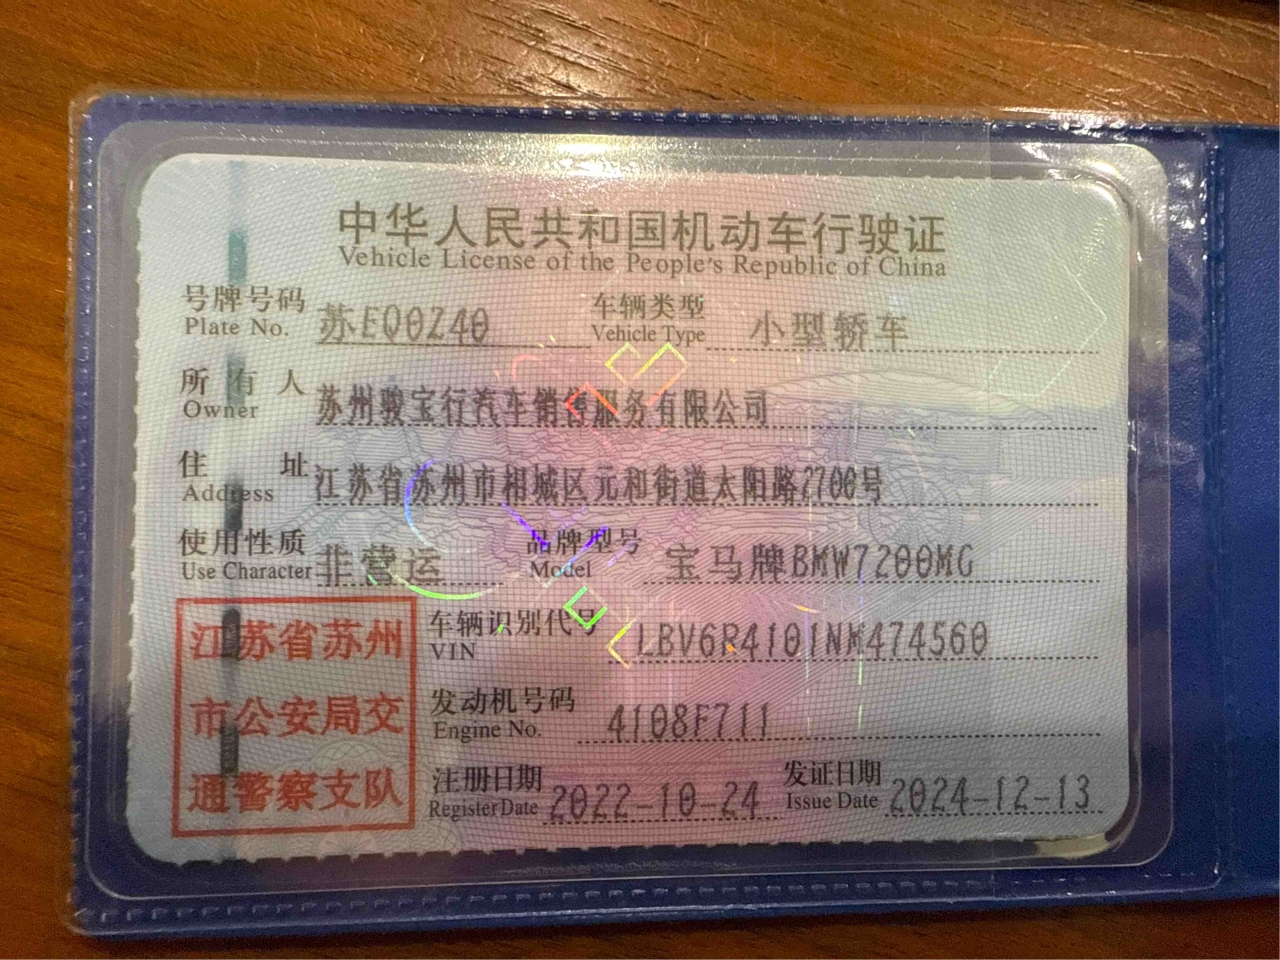 中华人民共和国机动车行驶证
Vehicle License of the People's Republic of China
号牌号码 苏EQ0Z40 车辆类型 小型轿车
Plate No. Vehicle Type
所有人 苏州骏宝行汽车销售服务有限公司
Owner
住址 江苏省苏州市相城区元和街道太阳路2700号
Address
使用性质 非营运 品牌型号 宝马牌BMW7200MG
Use Character Model
江苏省苏州
市公安局交
通警察支队
车辆识别代号 LBV6R4101NM474560
VIN
发动机号码 4108F711
Engine No.
注册日期 2022-10-24 发证日期 2024-12-13
Register Date Issue Date